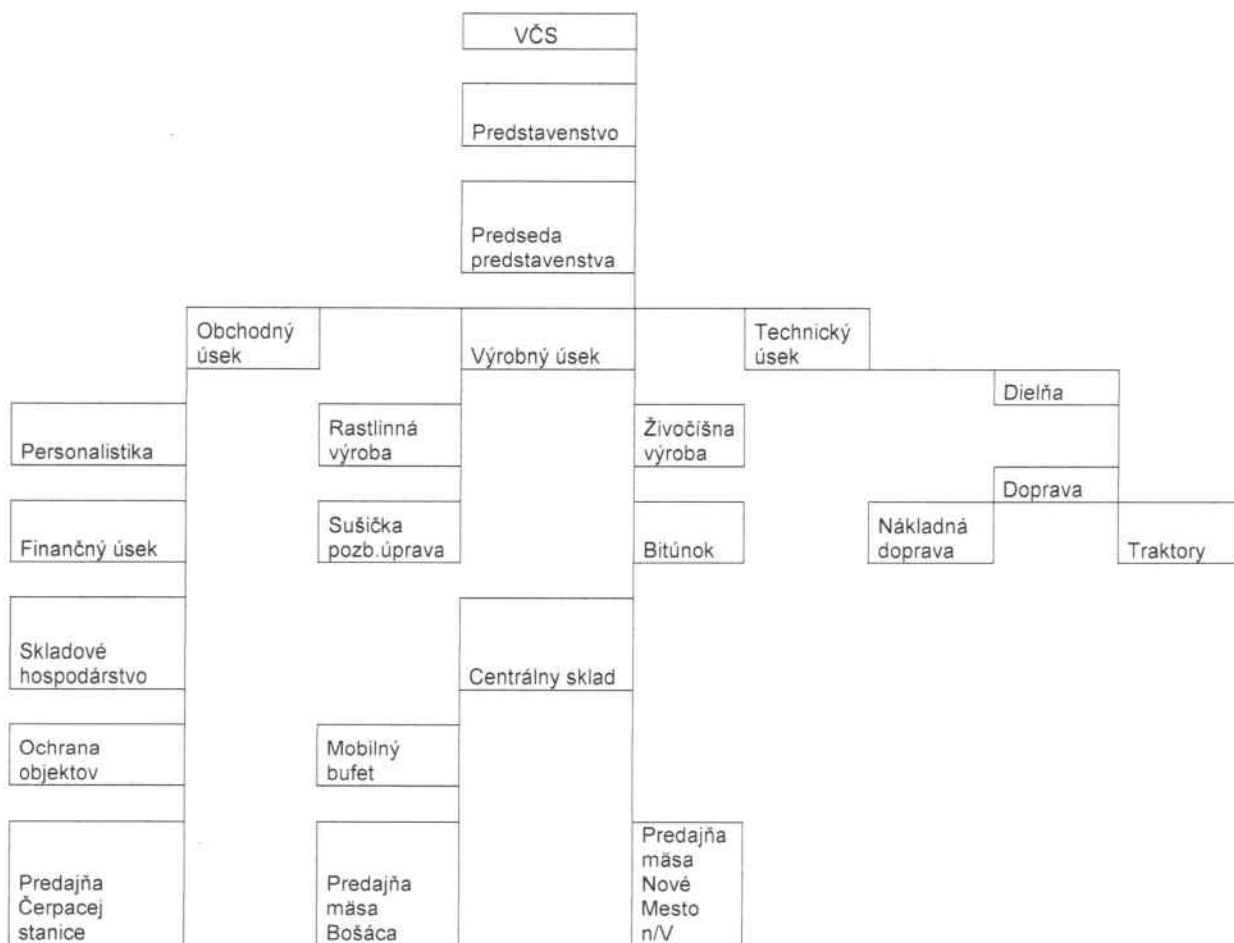 VČS
Predstavenstvo
Predseda
predstavenstva
Obchodný
úsek
Výrobný úsek
Technický
úsek
Dielňa
Personalistika
Rastlinná
výroba
Živočíšna
výroba
Doprava
Finančný úsek
Sušička
pozb.úprava
Bitúnok
Nákladná
doprava
Traktory
Skladové
hospodárstvo
Centrálny sklad
Ochrana
objektov
Mobilný
bufet
Predajňa
Čerpacej
stanice
Predajňa
mäsa
Bošáca
Predajňa
mäsa
Nové
Mesto
n/V